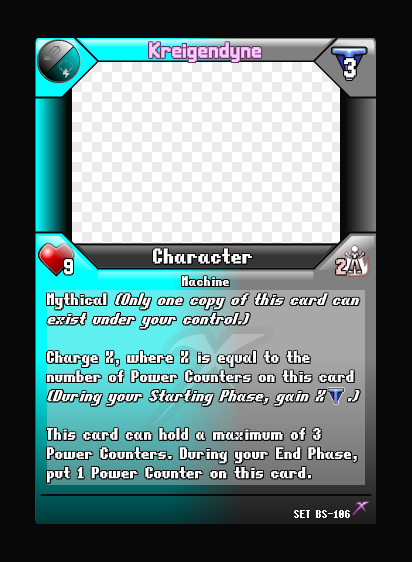 Kreigendyne
2
3
Character
9
2
Machine
Mythical (Only one copy of this card can
exist under your control.)
Charge X, where X is equal to the
number of Power Counters on this card
(During your Starting Phase, gain X .)
This card can hold a maximum of 3
Power Counters. During your End Phase,
put 1 Power Counter on this card.
SET BS-106